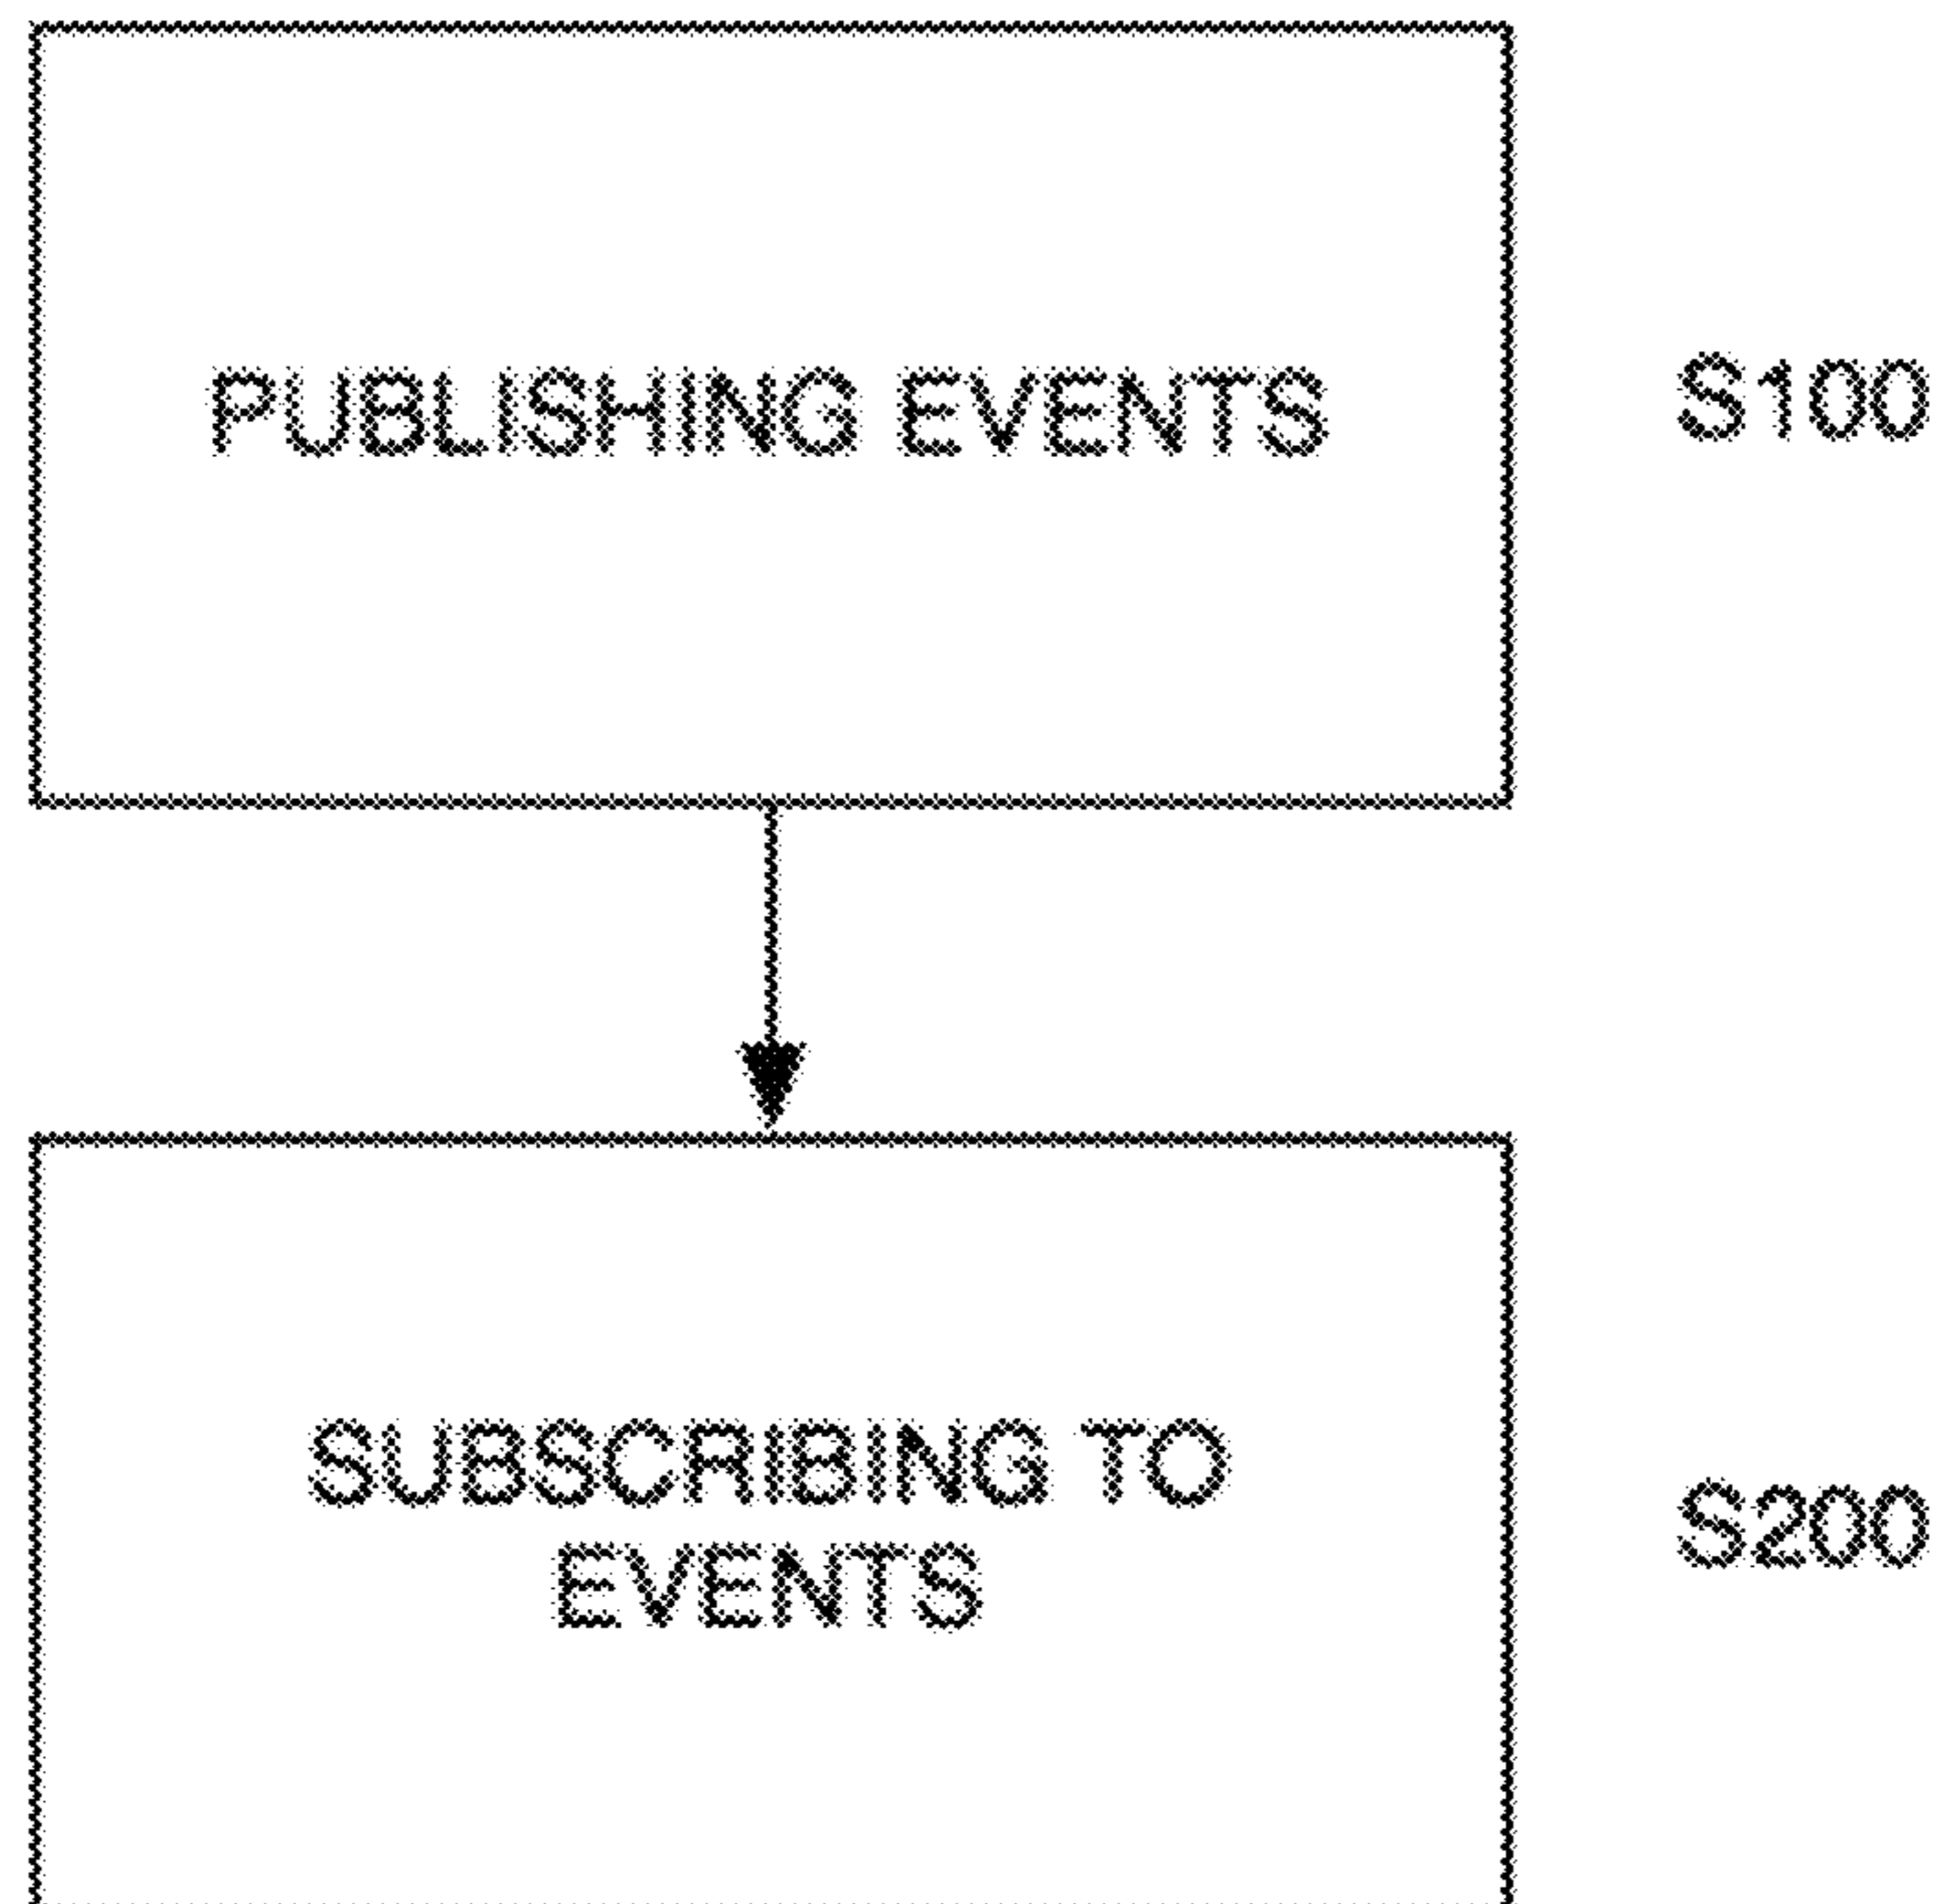 PUBLISHING EVENTS
S100
SUBSCRIBING TO
EVENTS
S200